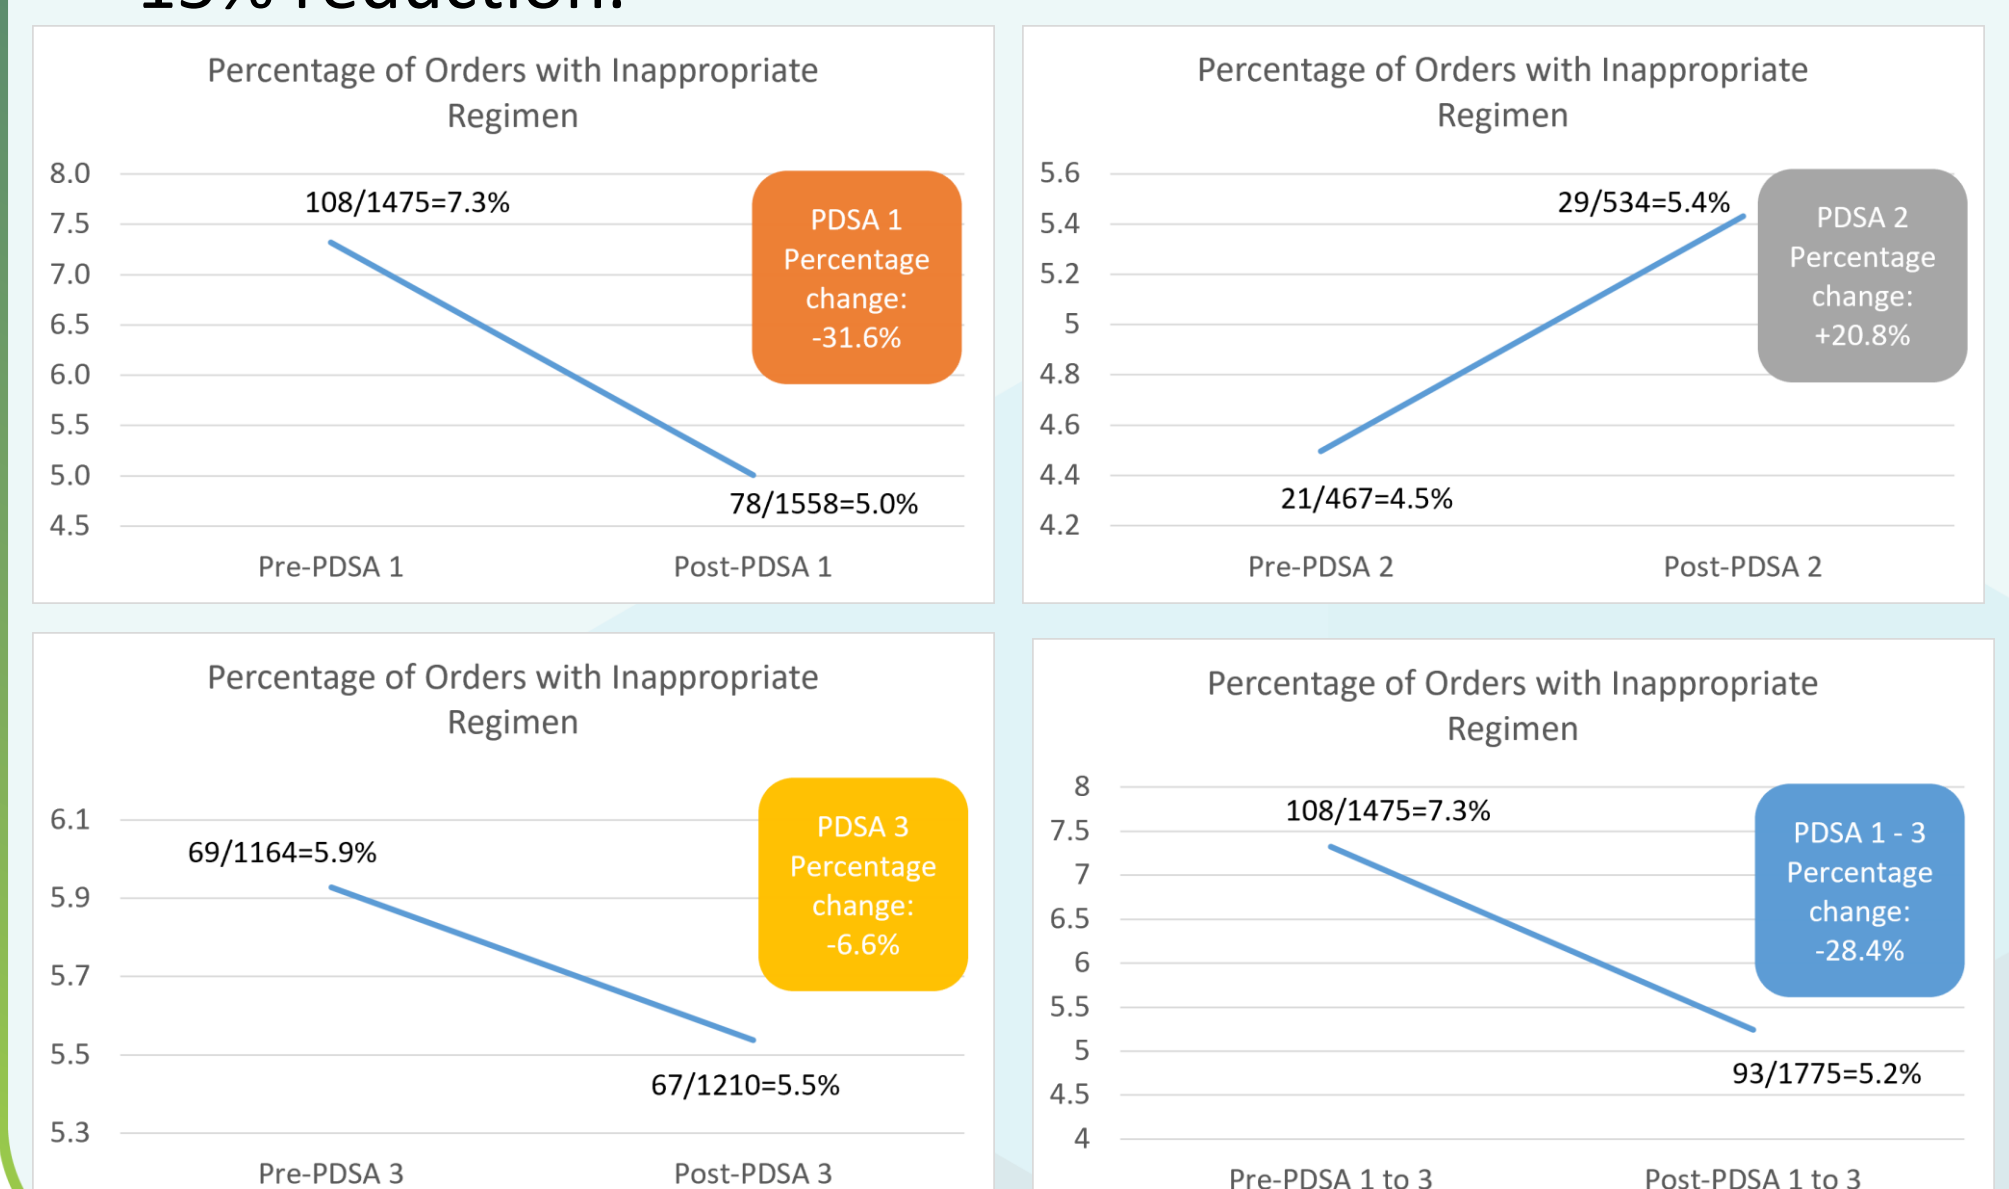 15% reduction.
Percentage of Orders with Inappropriate
Regimen
8.0
7.5
7.0
6.5
6.0
5.5
5.0
4.5
108/1475=7.3%
78/1558=5.0%
PDSA 1
Percentage
change:
-31.6%
Pre-PDSA 1
Post-PDSA 1
Percentage of Orders with Inappropriate
Regimen
5.6
5.4
5.2
5
4.8
4.6
4.4
4.2
29/534=5.4%
21/467=4.5%
PDSA 2
Percentage
change:
+20.8%
Pre-PDSA 2
Post-PDSA 2
Percentage of Orders with Inappropriate
Regimen
6.1
5.9
5.7
5.5
5.3
69/1164=5.9%
67/1210=5.5%
PDSA 3
Percentage
change:
-6.6%
Pre-PDSA 3
Post-PDSA 3
Percentage of Orders with Inappropriate
Regimen
8
7.5
7
6.5
6
5.5
5
4.5
4
108/1475=7.3%
93/1775=5.2%
PDSA 1 - 3
Percentage
change:
-28.4%
Pre-PDSA 1 to 3
Post-PDSA 1 to 3